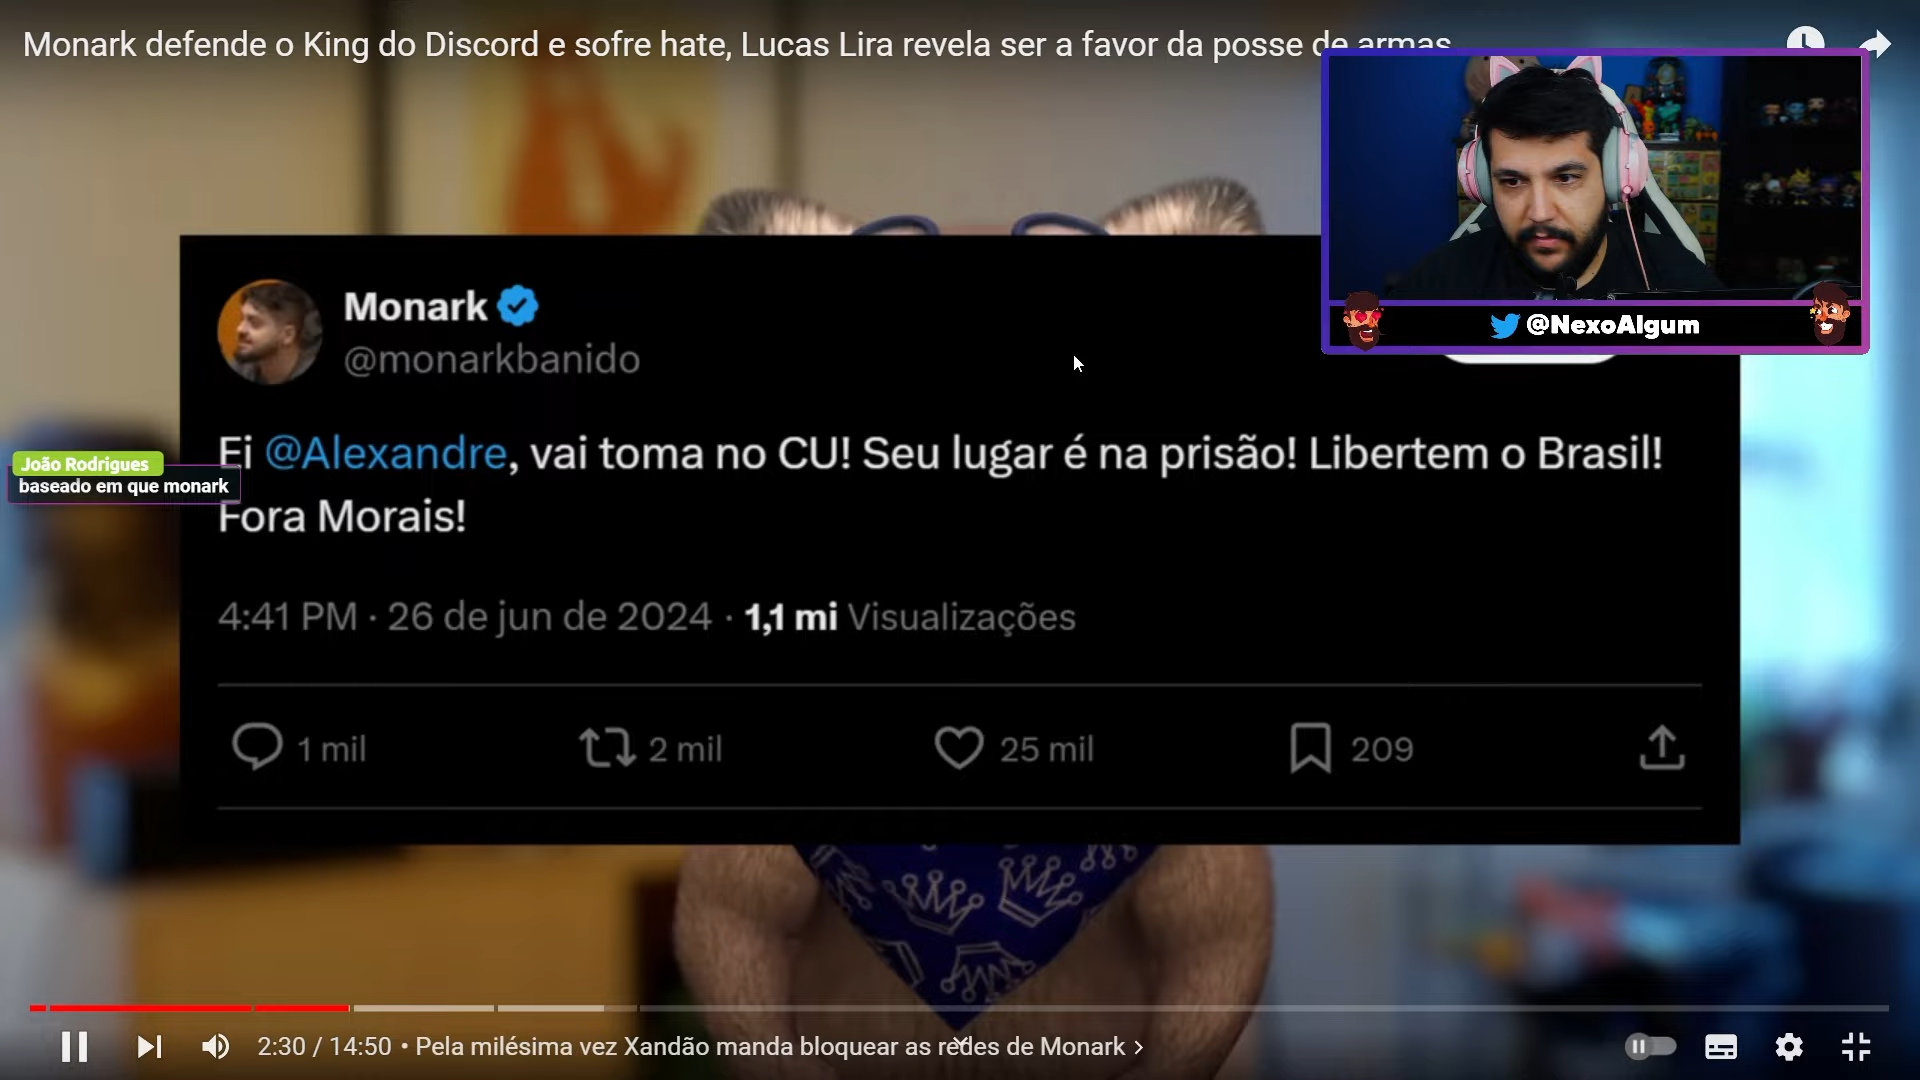 Monark defende o King do Discord e sofre hate, Lucas Lira revela ser a favor da posse de armas
@NexoAlgum
Monark
@monarkbanido
Ei @Alexandre, vai toma no CU! Seu lugar é na prisão! Libertem o Brasil!
Fora Morais!
João Rodrigues
baseado em que monark
4:41 PM · 26 de jun de 2024 · 1,1 mi Visualizações
1 mil 2 mil 25 mil 209
2:30 / 14:50 • Pela milésima vez Xandão manda bloquear as redes de Monark >